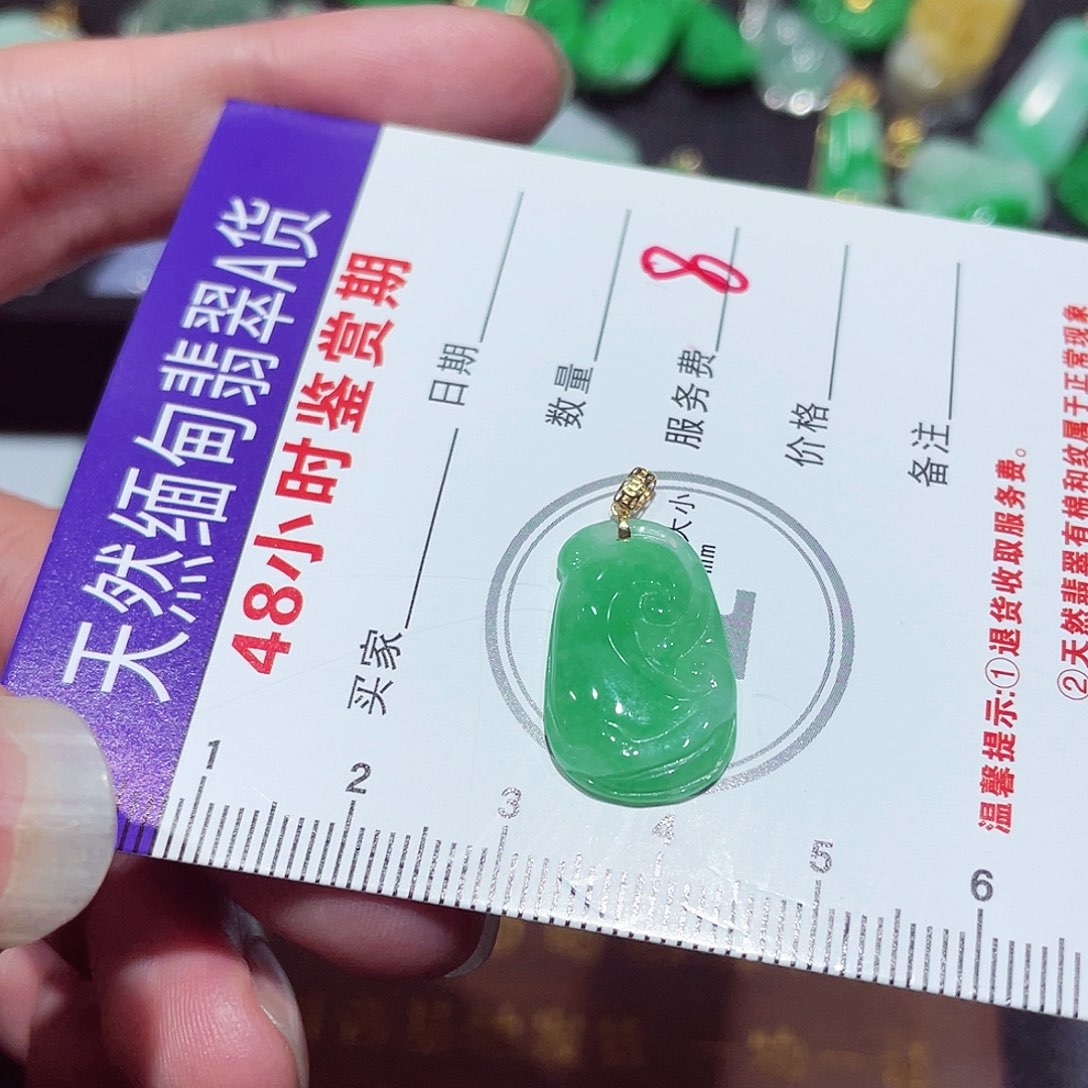 天然缅甸翡翠A货
48小时鉴赏期
买家
日期
数量
服务费 8
价格
备注
大小
mm
温馨提示:①退货收取服务费。
②天然翡翠有棉和纹属于正常现象
1 2 3 4 5 6